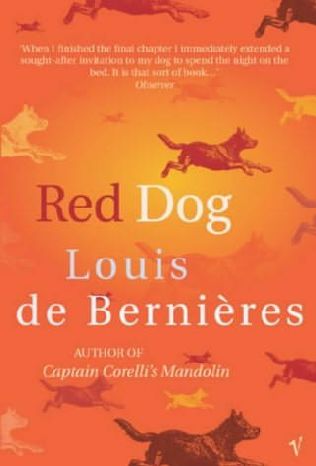 'When I finished the final chapter I immediately extended a
sought-after invitation to my dog to spend the night on the
bed. It is that sort of book...'
Observer
Red Dog
Louis
de Bernières
AUTHOR OF
Captain Corelli's Mandolin
V